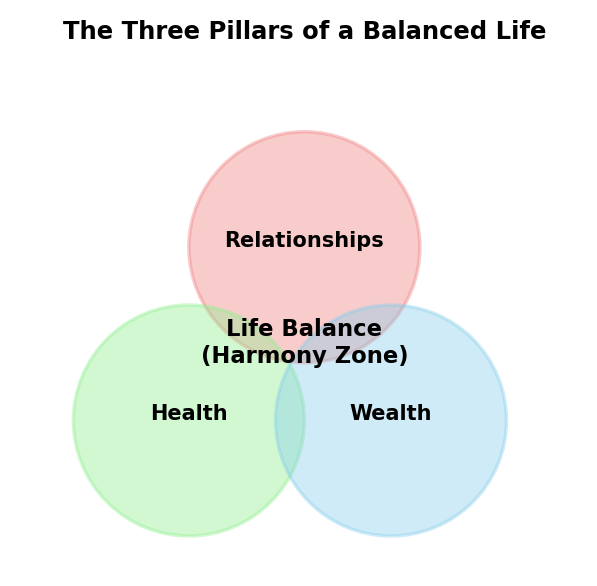 The Three Pillars of a Balanced Life
Relationships
Life Balance
(Harmony Zone)
Health
Wealth